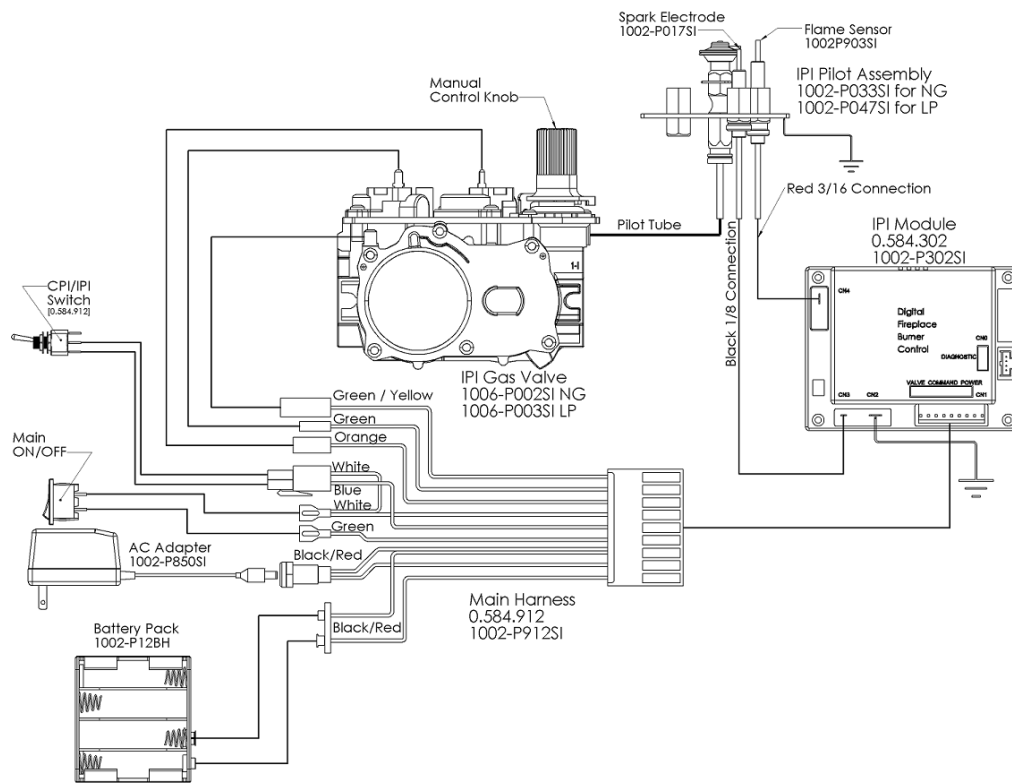 Spark Electrode
1002-P017SI
Flame Sensor
1002P903SI
IPI Pilot Assembly
1002-P033SI for NG
1002-P047SI for LP
Manual
Control Knob
Red 3/16 Connection
Pilot Tube
Black 1/8 Connection
IPI Module
0.584.302
1002-P302SI
CN4
Digital
Fireplace
Burner
Control
CN6
DIAGNOSTIC
VALVE COMMAND POWER
CN3
CN2
CN1
1-1
CPI/IPI
Switch
[0.584.912]
IPI Gas Valve
1006-P002SI NG
1006-P003SI LP
Green / Yellow
Green
Orange
White
Blue
White
Green
Black/Red
Main
ON/OFF
AC Adapter
1002-P850SI
Main Harness
0.584.912
1002-P912SI
Black/Red
Battery Pack
1002-P12BH